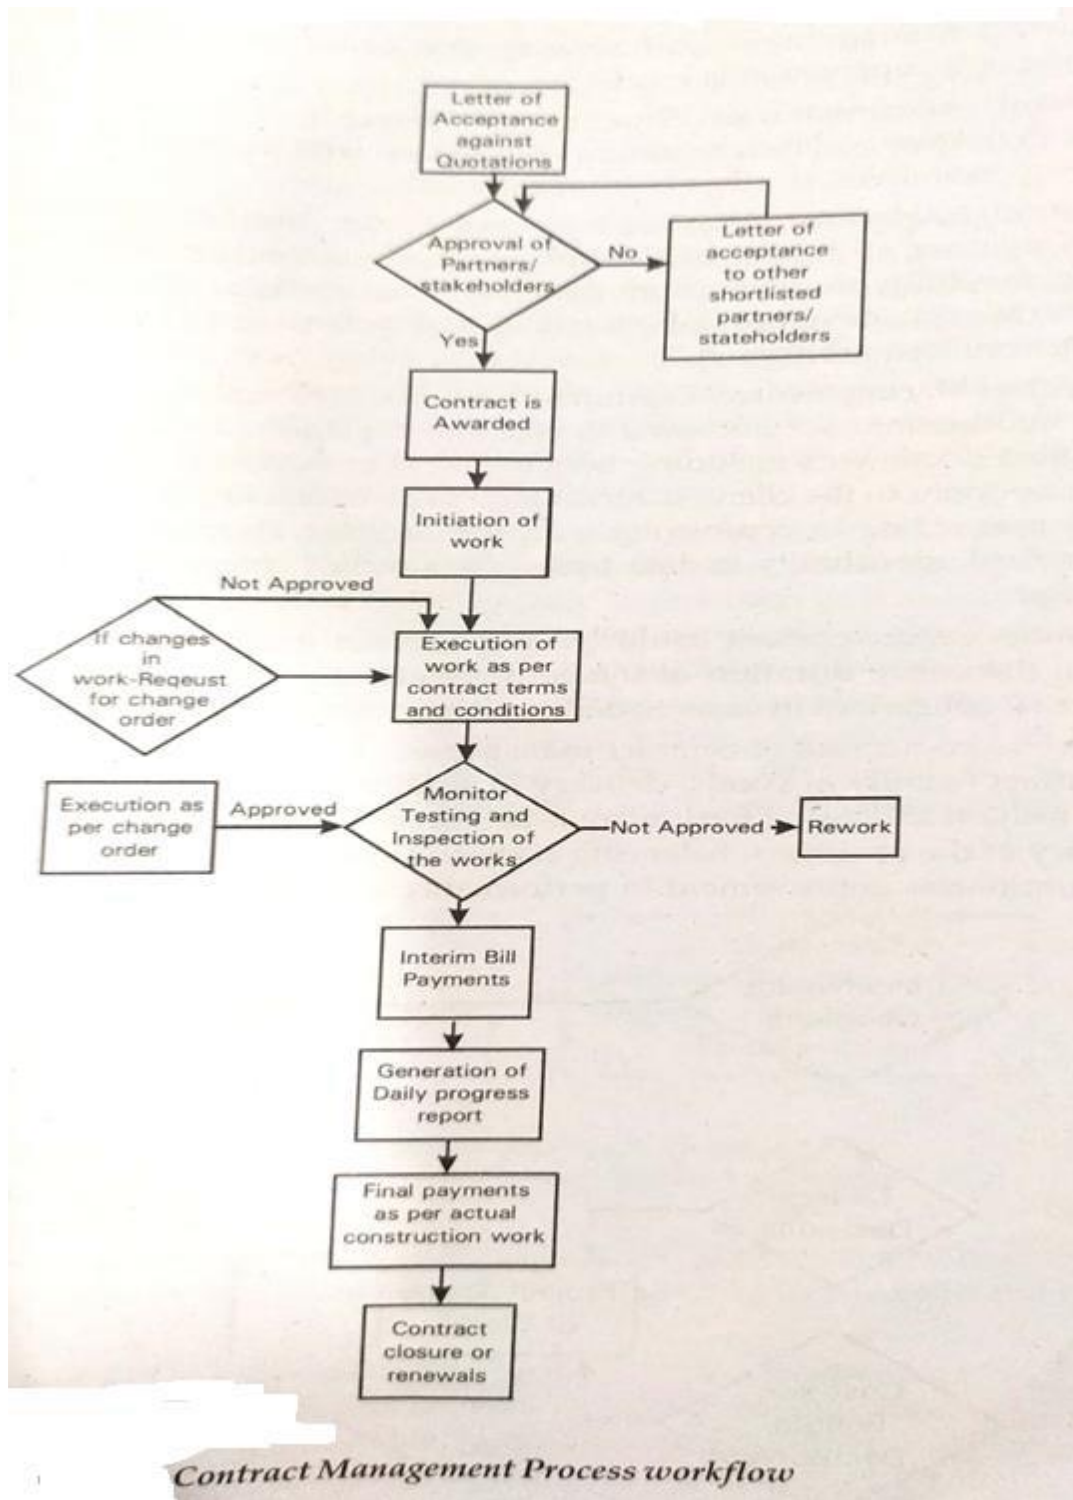 Letter of
Acceptance
against
Quotations
Approval of
Partners/
stakeholders
No
Letter of
acceptance
to other
shortlisted
partners/
stateholders
Yes
Contract is
Awarded
Initiation of
work
Not Approved
If changes
in
work-Reqeust
for change
order
Execution of
work as per
contract terms
and conditions
Execution as
per change
order
Approved
Monitor
Testing and
Inspection of
the works
Not Approved
Rework
Interim Bill
Payments
Generation of
Daily progress
report
Final payments
as per actual
construction work
Contract
closure or
renewals
Contract Management Process workflow